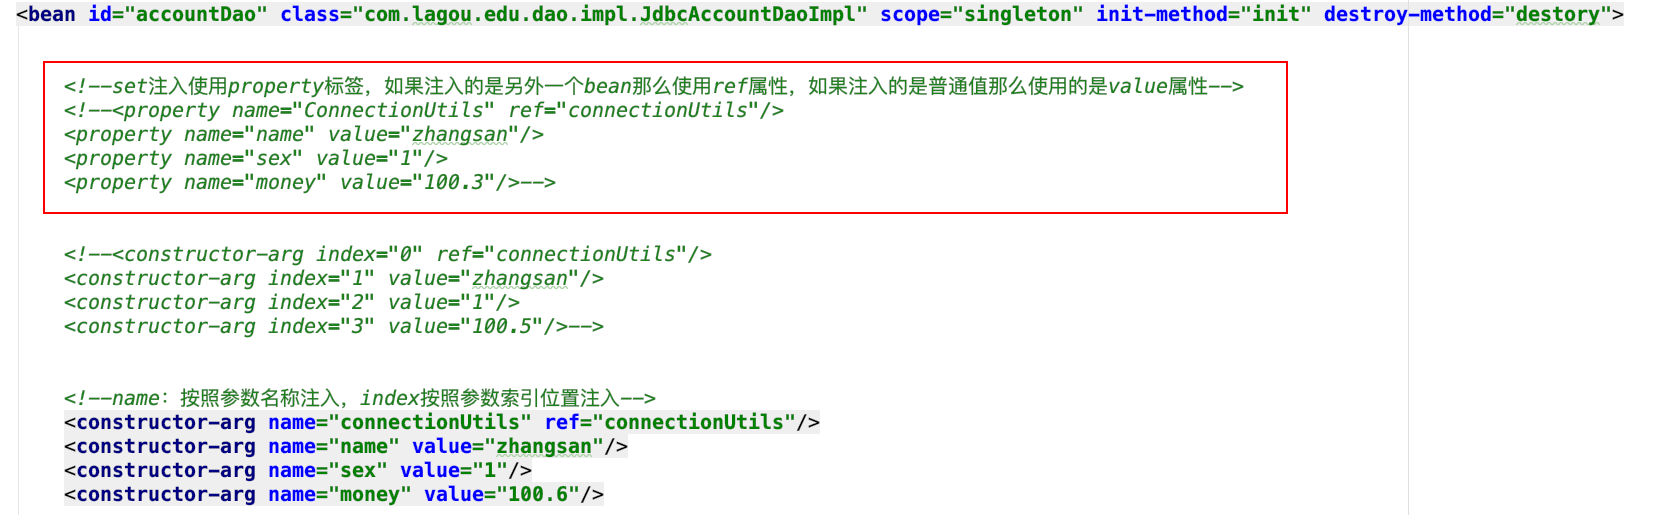 <bean id="accountDao" class="com.lagou.edu.dao.impl.JdbcAccountDaoImpl" scope="singleton" init-method="init" destroy-method="destory">
<!--set注入使用property标签，如果注入的是另外一个bean那么使用ref属性，如果注入的是普通值那么使用的是value属性-->
<!--<property name="ConnectionUtils" ref="connectionUtils"/>
<property name="name" value="zhangsan"/>
<property name="sex" value="1"/>
<property name="money" value="100.3"/>-->
<!--<constructor-arg index="0" ref="connectionUtils"/>
<constructor-arg index="1" value="zhangsan"/>
<constructor-arg index="2" value="1"/>
<constructor-arg index="3" value="100.5"/>-->
<!--name：按照参数名称注入，index按照参数索引位置注入-->
<constructor-arg name="connectionUtils" ref="connectionUtils"/>
<constructor-arg name="name" value="zhangsan"/>
<constructor-arg name="sex" value="1"/>
<constructor-arg name="money" value="100.6"/>